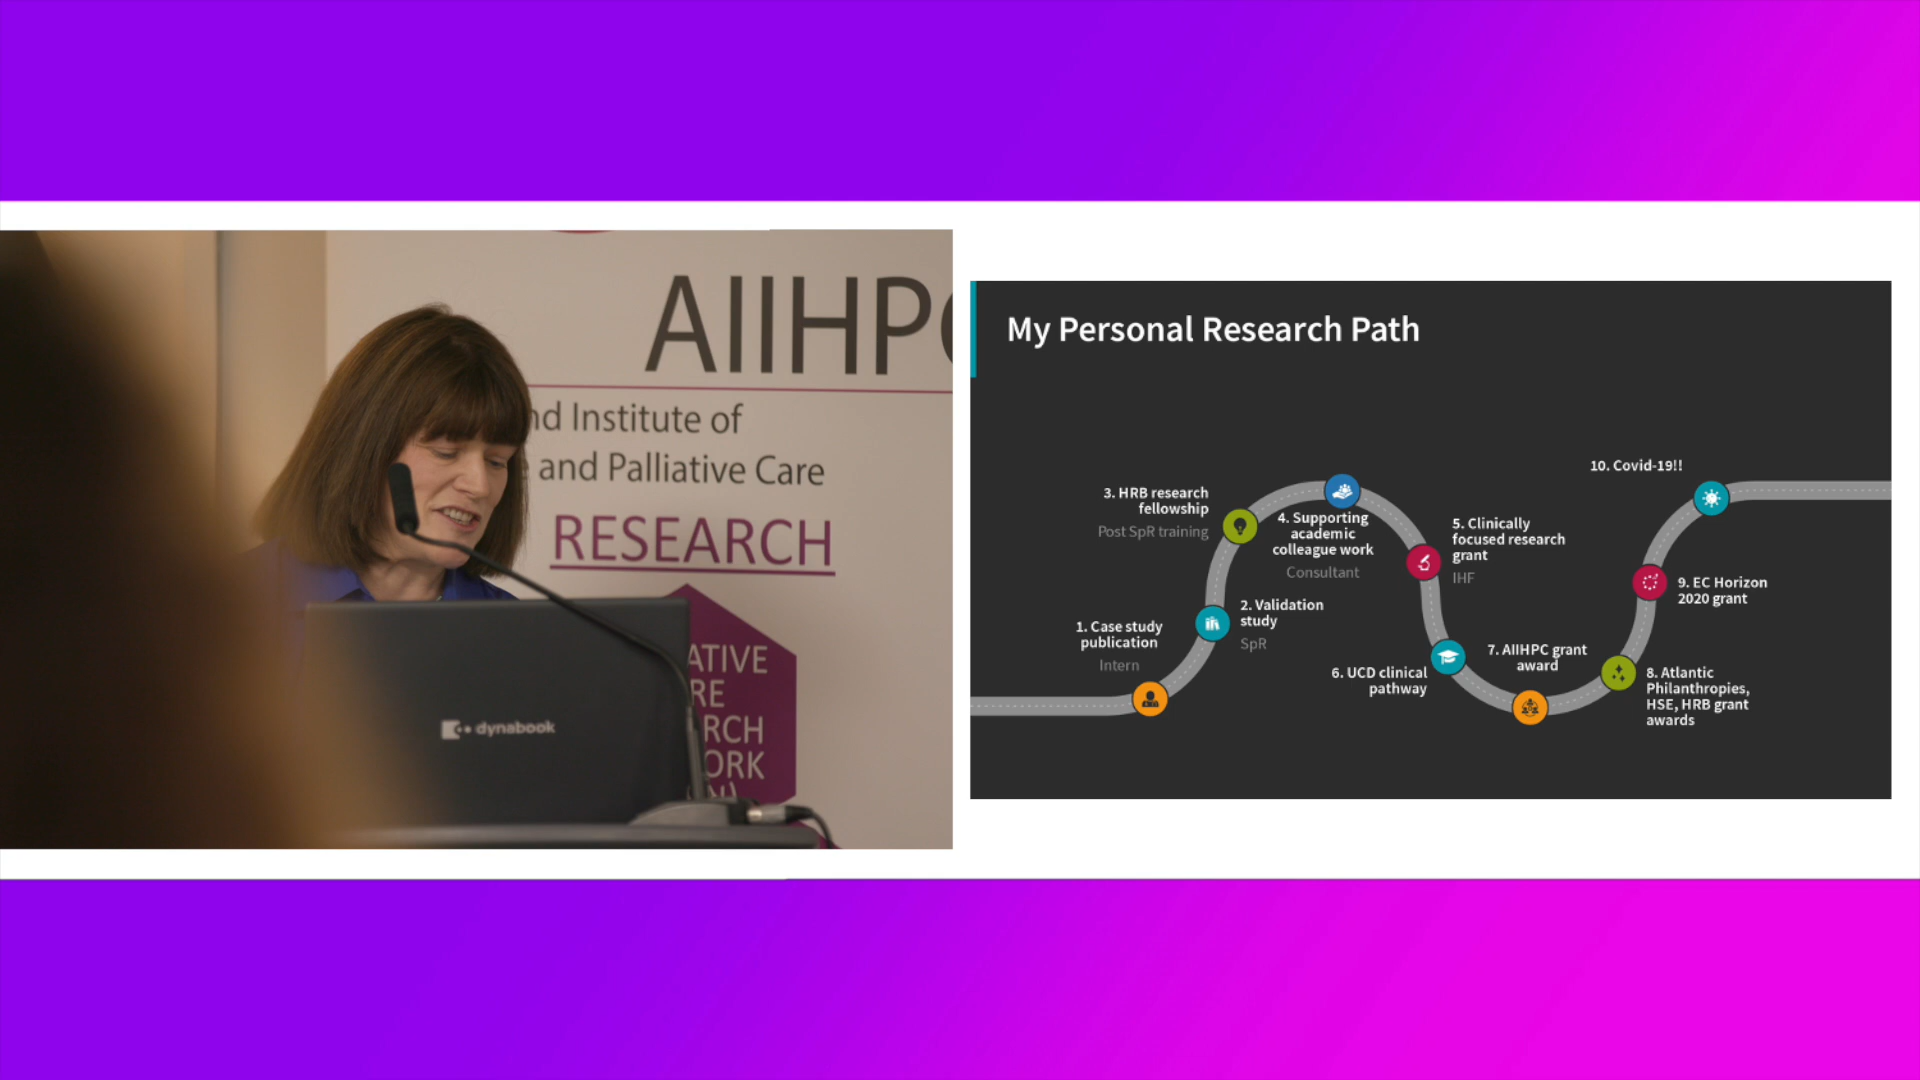 AIIHPC
nd Institute of
and Palliative Care
RESEARCH
ATIVE
RE
RCH
ORK
dynabook
My Personal Research Path
1. Case study
publication
Intern
2. Validation
study
SpR
3. HRB research
fellowship
Post SpR training
4. Supporting
academic
colleague work
Consultant
5. Clinically
focused research
grant
IHF
6. UCD clinical
pathway
7. AIIHPC grant
award
8. Atlantic
Philanthropies,
HSE, HRB grant
awards
9. EC Horizon
2020 grant
10. Covid-19!!